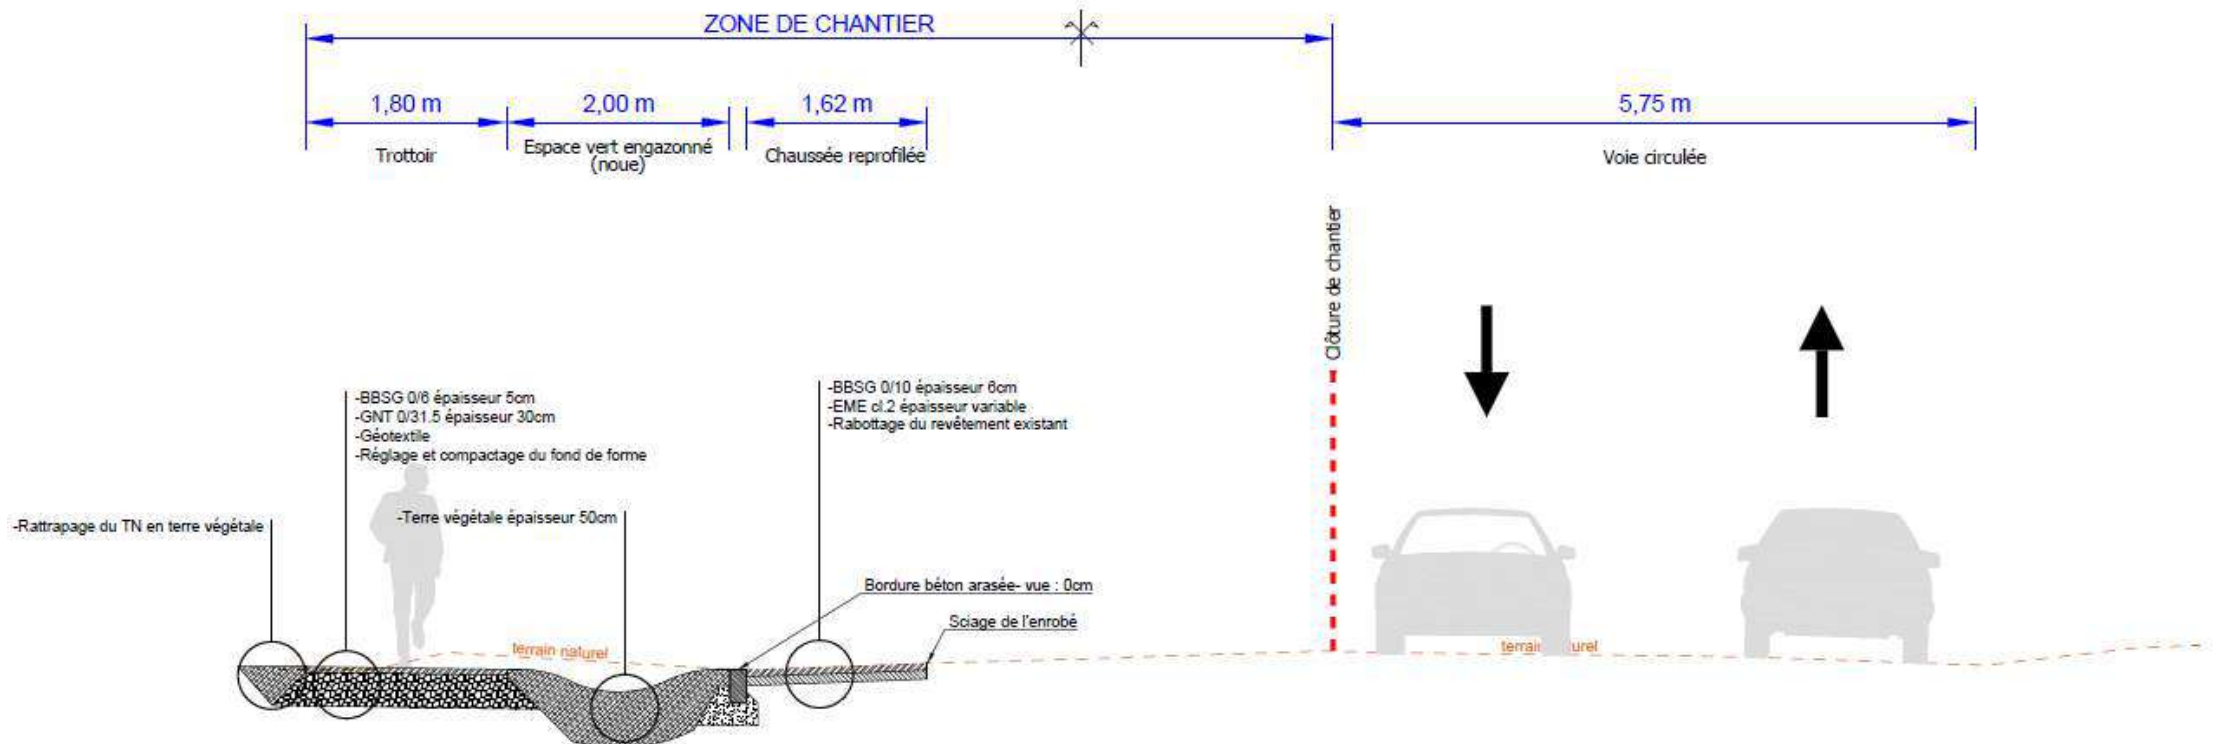 ZONE DE CHANTIER
1,80 m
2,00 m
1,62 m
5,75 m
Trottoir
Espace vert engazonné
(noue)
Chaussée reprofilée
Voie circulée
Clôture de chantier
-BBSG 0/6 épaisseur 5cm
-GNT 0/31.5 épaisseur 30cm
-Géotextile
-Réglage et compactage du fond de forme
-BBSG 0/10 épaisseur 6cm
-EME cl.2 épaisseur variable
-Rabottage du revêtement existant
-Rattrapage du TN en terre végétale
-Terre végétale épaisseur 50cm
Bordure béton arasée- vue : 0cm
Sciage de l'enrobé
terrain naturel
terrain naturel